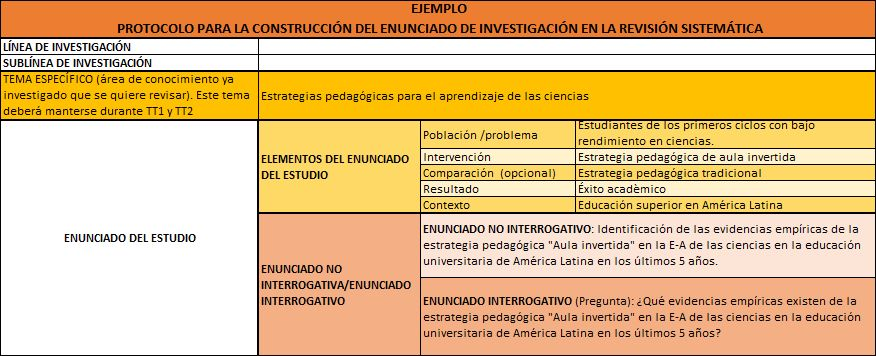 EJEMPLO
PROTOCOLO PARA LA CONSTRUCCIÓN DEL ENUNCIADO DE INVESTIGACIÓN EN LA REVISIÓN SISTEMÁTICA
LÍNEA DE INVESTIGACIÓN
SUBLÍNEA DE INVESTIGACIÓN
TEMA ESPECÍFICO (área de conocimiento ya
investigado que se quiere revisar). Este tema
deberá manterse durante TT1 y TT2
Estrategias pedagógicas para el aprendizaje de las ciencias
ENUNCIADO DEL ESTUDIO
ELEMENTOS DEL ENUNCIADO
DEL ESTUDIO
Población /problema
Estudiantes de los primeros ciclos con bajo
rendimiento en ciencias.
Intervención
Estrategia pedagógica de aula invertida
Comparación (opcional)
Estrategia pedagógica tradicional
Resultado
Éxito acadèmico
Contexto
Educación superior en América Latina
ENUNCIADO NO
INTERROGATIVA/ENUNCIADO
INTERROGATIVO
ENUNCIADO NO INTERROGATIVO: Identificación de las evidencias empíricas de la
estrategia pedagógica "Aula invertida" en la E-A de las ciencias en la educación
universitaria de América Latina en los últimos 5 años.
ENUNCIADO INTERROGATIVO (Pregunta): ¿Qué evidencias empíricas existen de la
estrategia pedagógica "Aula invertida" en la E-A de las ciencias en la educación
universitaria de América Latina en los últimos 5 años?